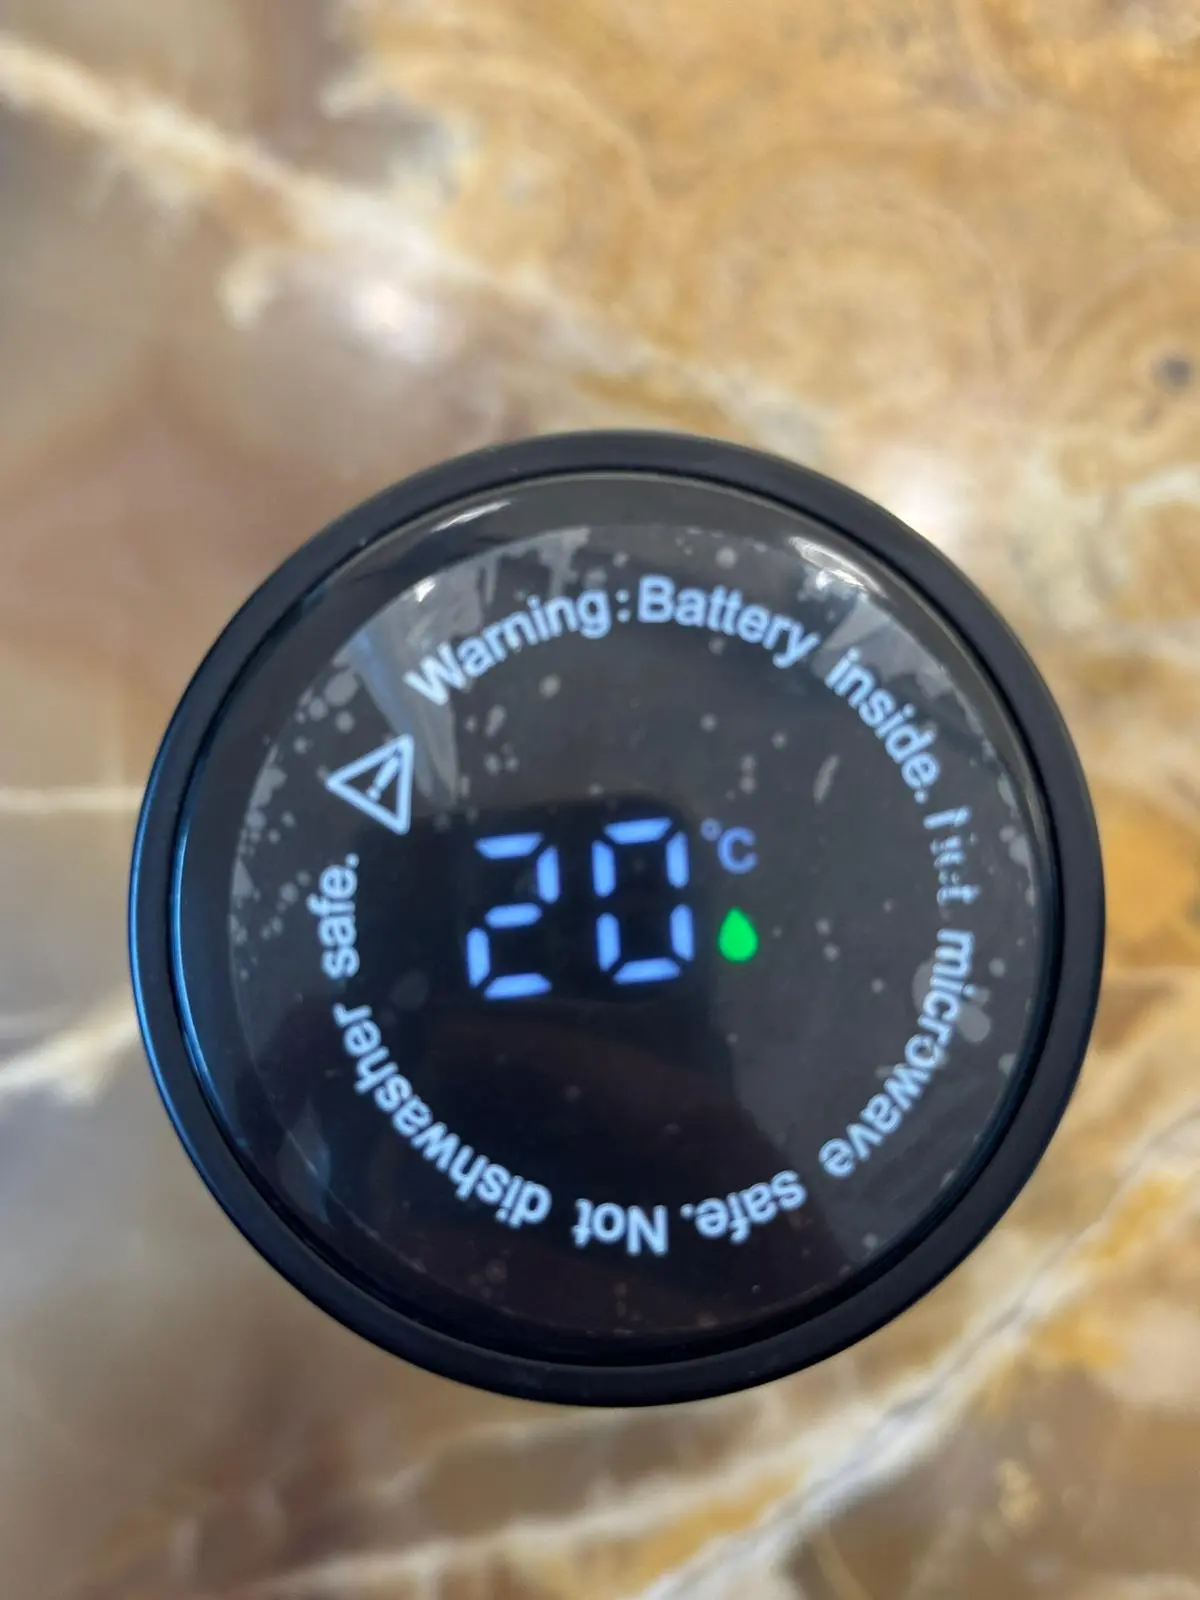 Warning: Battery inside. microwave safe. Not dishwasher safe.
20 °C